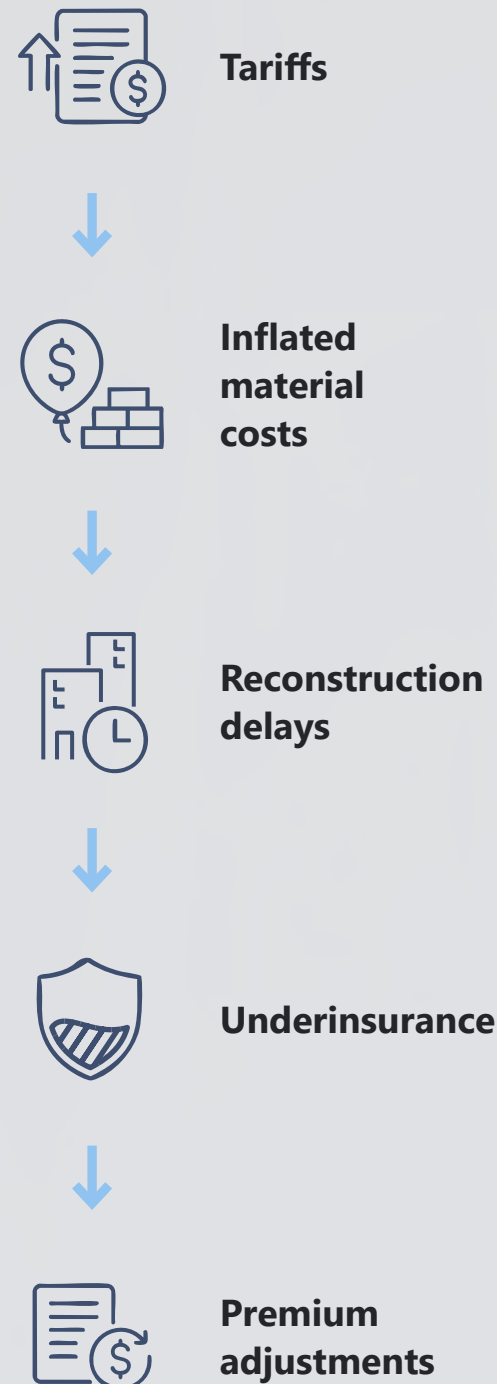 Tariffs
Inflated
material
costs
Reconstruction
delays
Underinsurance
Premium
adjustments